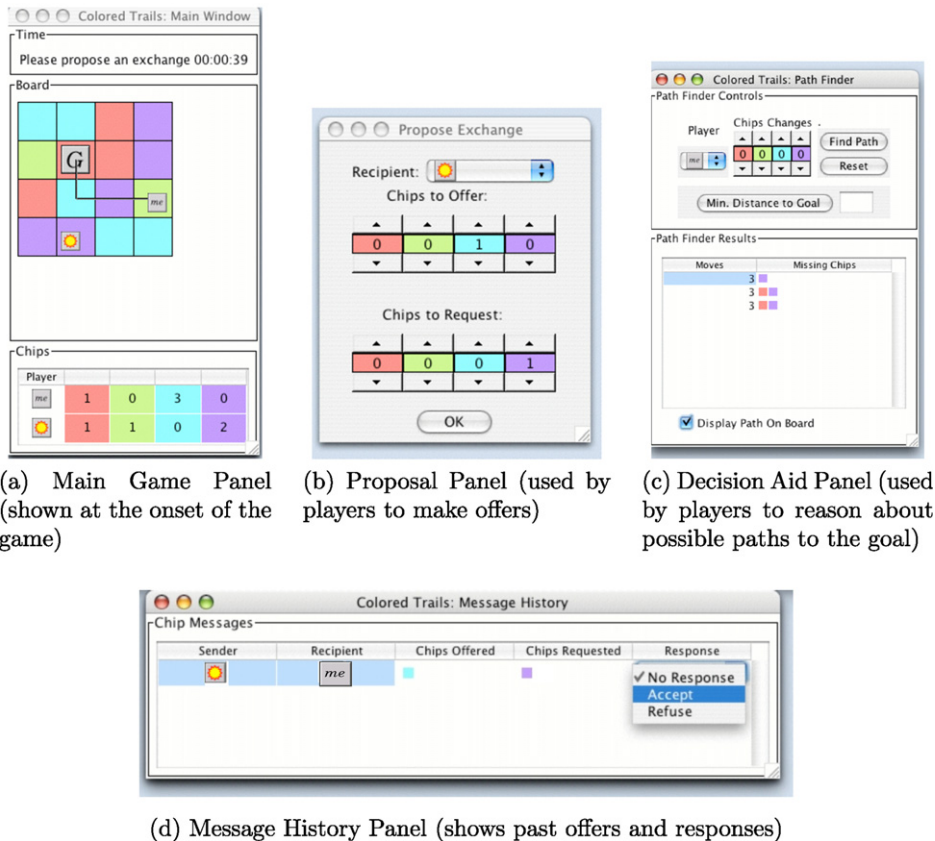 Colored Trails: Main Window
Time
Please propose an exchange 00:00:39
Board
G
me
Chips
Player
me 1 0 3 0
1 1 0 2
(a) Main Game Panel
(shown at the onset of the
game)
Propose Exchange
Recipient:
Chips to Offer:
0 0 1 0
Chips to Request:
0 0 0 1
OK
(b) Proposal Panel (used by
players to make offers)
Colored Trails: Path Finder
Path Finder Controls
Player Chips Changes .
me 0 0 0 0
Find Path
Reset
Min. Distance to Goal
Path Finder Results
Moves Missing Chips
3
3
3
Display Path On Board
(c) Decision Aid Panel (used
by players to reason about
possible paths to the goal)
Colored Trails: Message History
Chip Messages
Sender Recipient Chips Offered Chips Requested Response
me
No Response
Accept
Refuse
(d) Message History Panel (shows past offers and responses)